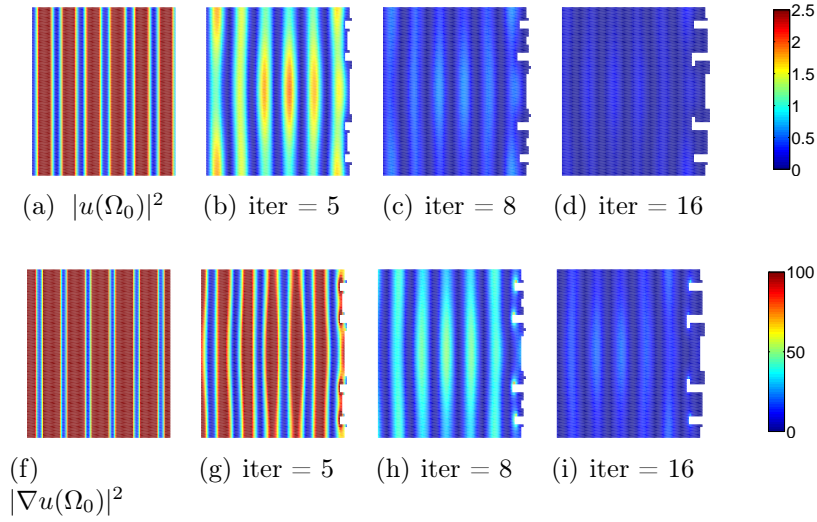 2.5
2
1.5
1
0.5
0
(a) |u(Ω₀)|²
(b) iter = 5
(c) iter = 8
(d) iter = 16
100
50
0
(f)
|∇u(Ω₀)|²
(g) iter = 5
(h) iter = 8
(i) iter = 16